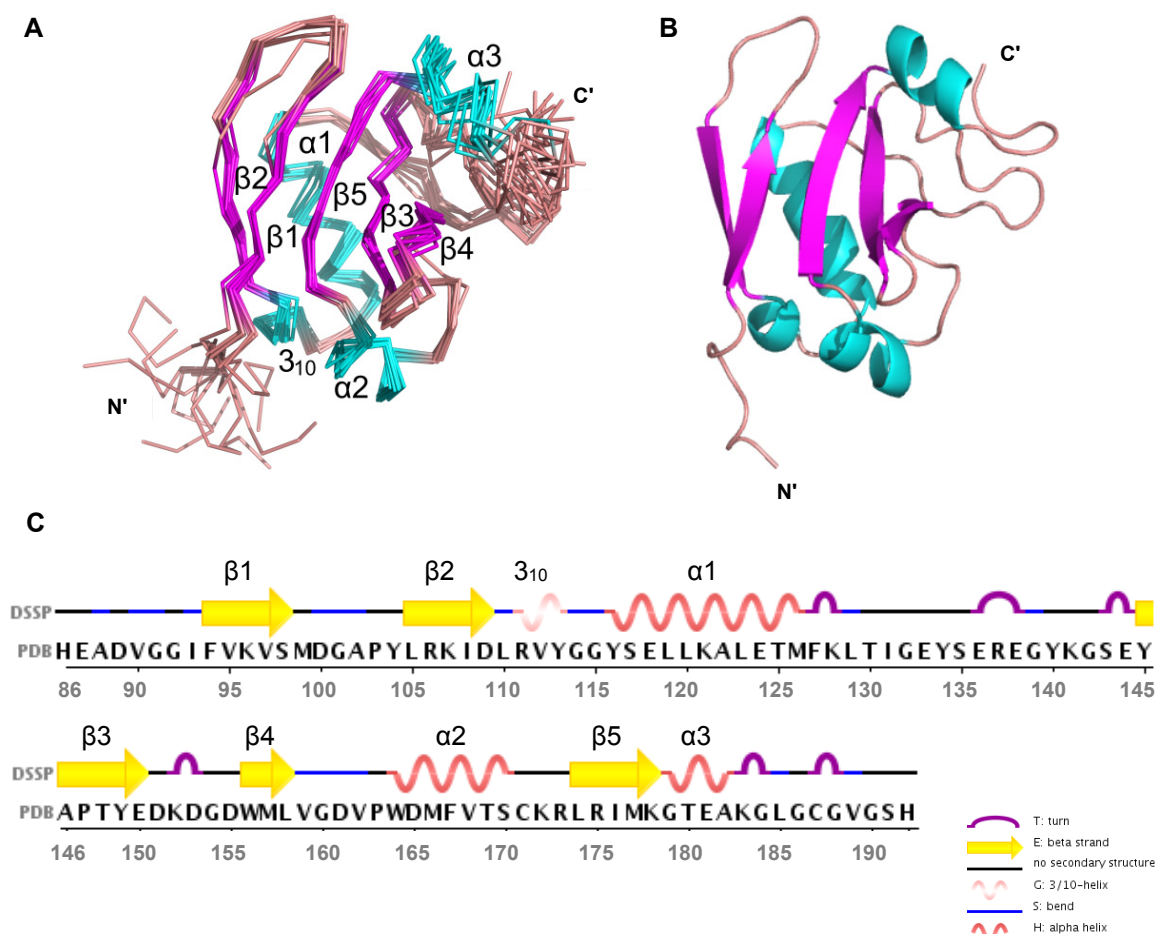 A
B
α3
C'
C'
α1
β2
β5
β3
β1
β4
3₁₀
α2
N'
N'
C
β1 β2 3₁₀ α1
DSSP
PDB HEADVGGIFVKVSMDGAPYLRKIDLRVYGGYSELLKALETMFKLTIGEYSEREGYKGSEY
86 90 95 100 105 110 115 120 125 130 135 140 145
β3 β4 α2 β5 α3
DSSP
PDB APTYEDKDGDWMLVGDVPWDMFVTSCKRLRIMKGTEAKGLGCGVGSH
146 150 155 160 165 170 175 180 185 190
T: turn
E: beta strand
no secondary structure
G: 3/10-helix
S: bend
H: alpha helix